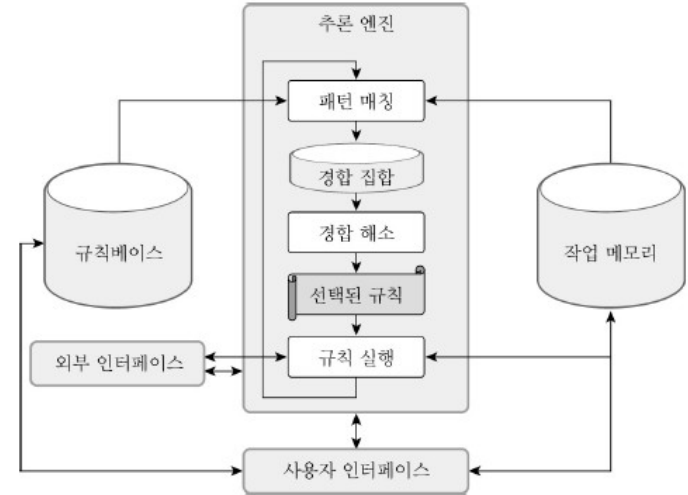 추론 엔진
패턴 매칭
경합 집합
규칙베이스
경합 해소
작업 메모리
선택된 규칙
외부 인터페이스
규칙 실행
사용자 인터페이스